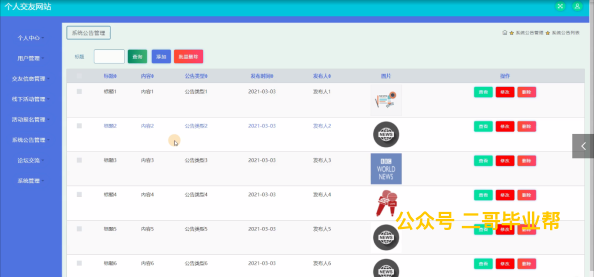 个人交友网站
个人中心
用户管理
交友信息管理
线下活动管理
活动报名管理
系统公告管理
论坛交流
系统管理
系统公告管理
系统公告管理 系统公告列表
标题 查询 添加 批量删除
标题 内容 公告类型 发布时间 发布人 图片 操作
标题1 内容1 公告类型1 2021-03-03 发布人1 查看 修改 删除
标题2 内容2 公告类型2 2021-03-03 发布人2 NEWS 查看 修改 删除
标题3 内容3 公告类型3 2021-03-03 发布人3 BBC WORLD NEWS 查看 修改 删除
标题4 内容4 公告类型4 2021-03-03 发布人4 查看 修改 删除
公众号 二哥毕业帮
标题5 内容5 公告类型5 2021-03-03 发布人5 NEWS 查看 修改 删除
标题6 内容6 公告类型6 2021-03-03 发布人6 NEWS 查看 修改 删除